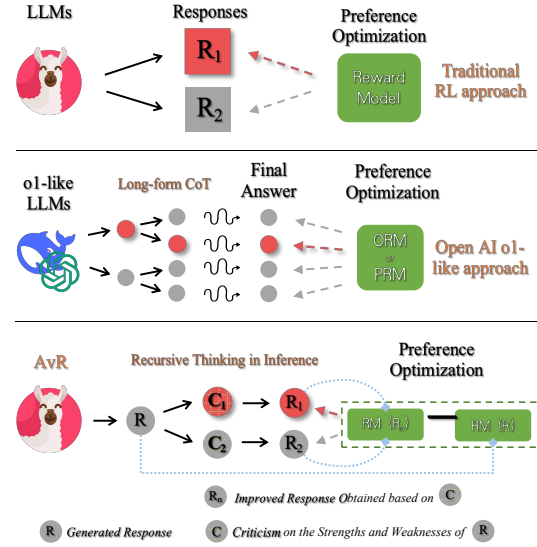 LLMs
Responses
Preference
Optimization
R1
R2
Reward
Model
Traditional
RL approach
o1-like
LLMs
Long-form CoT
Final
Answer
Preference
Optimization
ORM
or
PRM
Open AI o1-
like approach
AvR
Recursive Thinking in Inference
Preference
Optimization
R
C1
R1
C2
R2
RM (Rn)
RM (R)
Rn Improved Response Obtained based on C
R Generated Response
C Criticism on the Strengths and Weaknesses of R